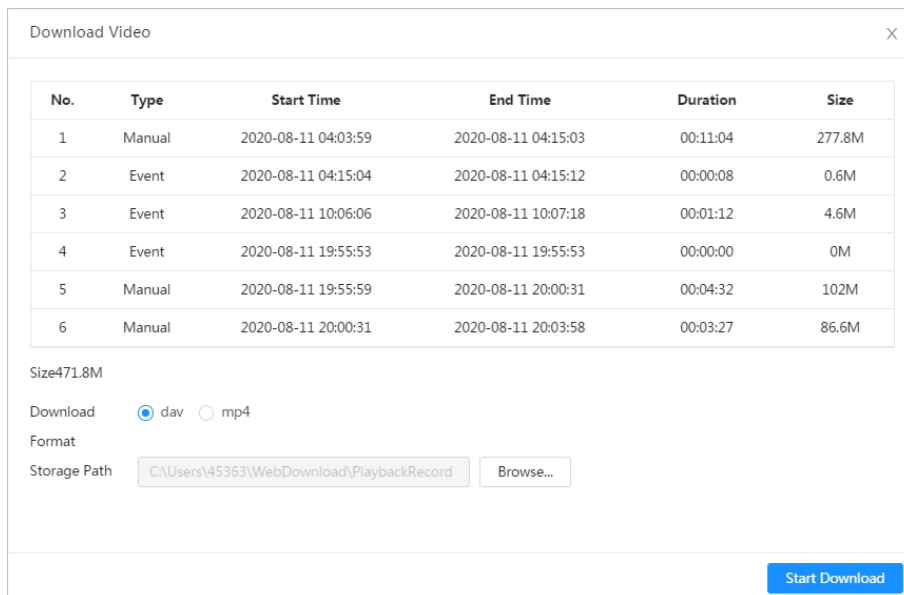 Download Video
No. Type Start Time End Time Duration Size
1 Manual 2020-08-11 04:03:59 2020-08-11 04:15:03 00:11:04 277.8M
2 Event 2020-08-11 04:15:04 2020-08-11 04:15:12 00:00:08 0.6M
3 Event 2020-08-11 10:06:06 2020-08-11 10:07:18 00:01:12 4.6M
4 Event 2020-08-11 19:55:53 2020-08-11 19:55:53 00:00:00 0M
5 Manual 2020-08-11 19:55:59 2020-08-11 20:00:31 00:04:32 102M
6 Manual 2020-08-11 20:00:31 2020-08-11 20:03:58 00:03:27 86.6M
Size471.8M
Download dav mp4
Format
Storage Path C:\Users\45363\WebDownload\PlaybackRecord Browse...
Start Download